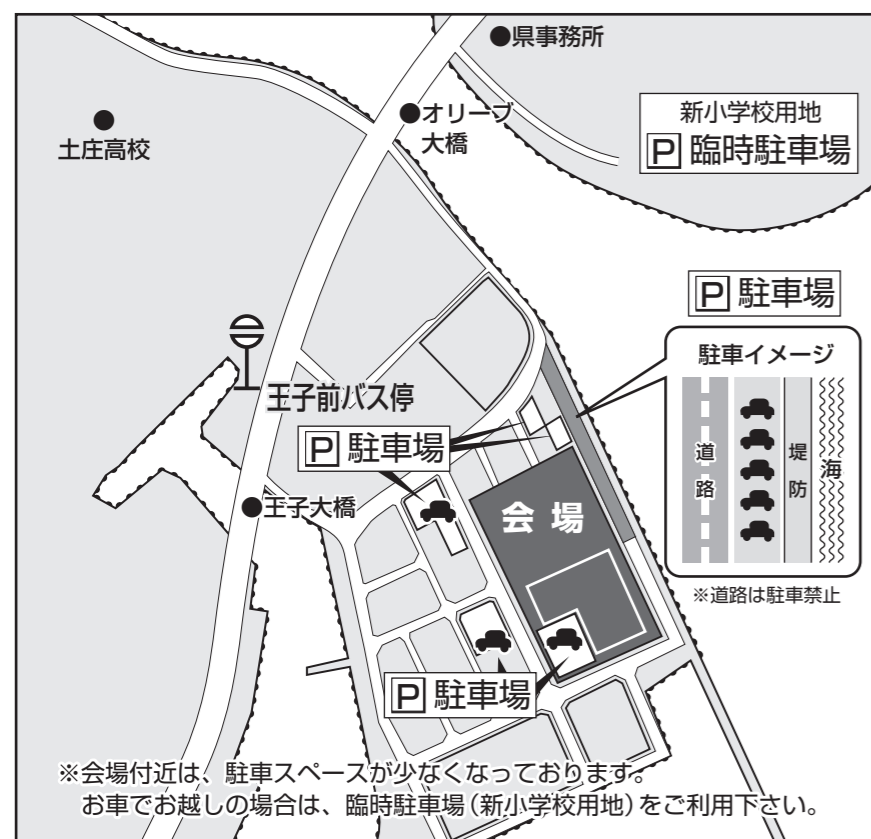 ●県事務所
●オリーブ
大橋
土庄高校
新小学校用地
P 臨時駐車場
P 駐車場
駐車イメージ
道路
堤防
海
※道路は駐車禁止
王子前バス停
P 駐車場
●王子大橋
会場
P 駐車場
※会場付近は、駐車スペースが少なくなっております。
お車でお越しの場合は、臨時駐車場(新小学校用地)をご利用下さい。